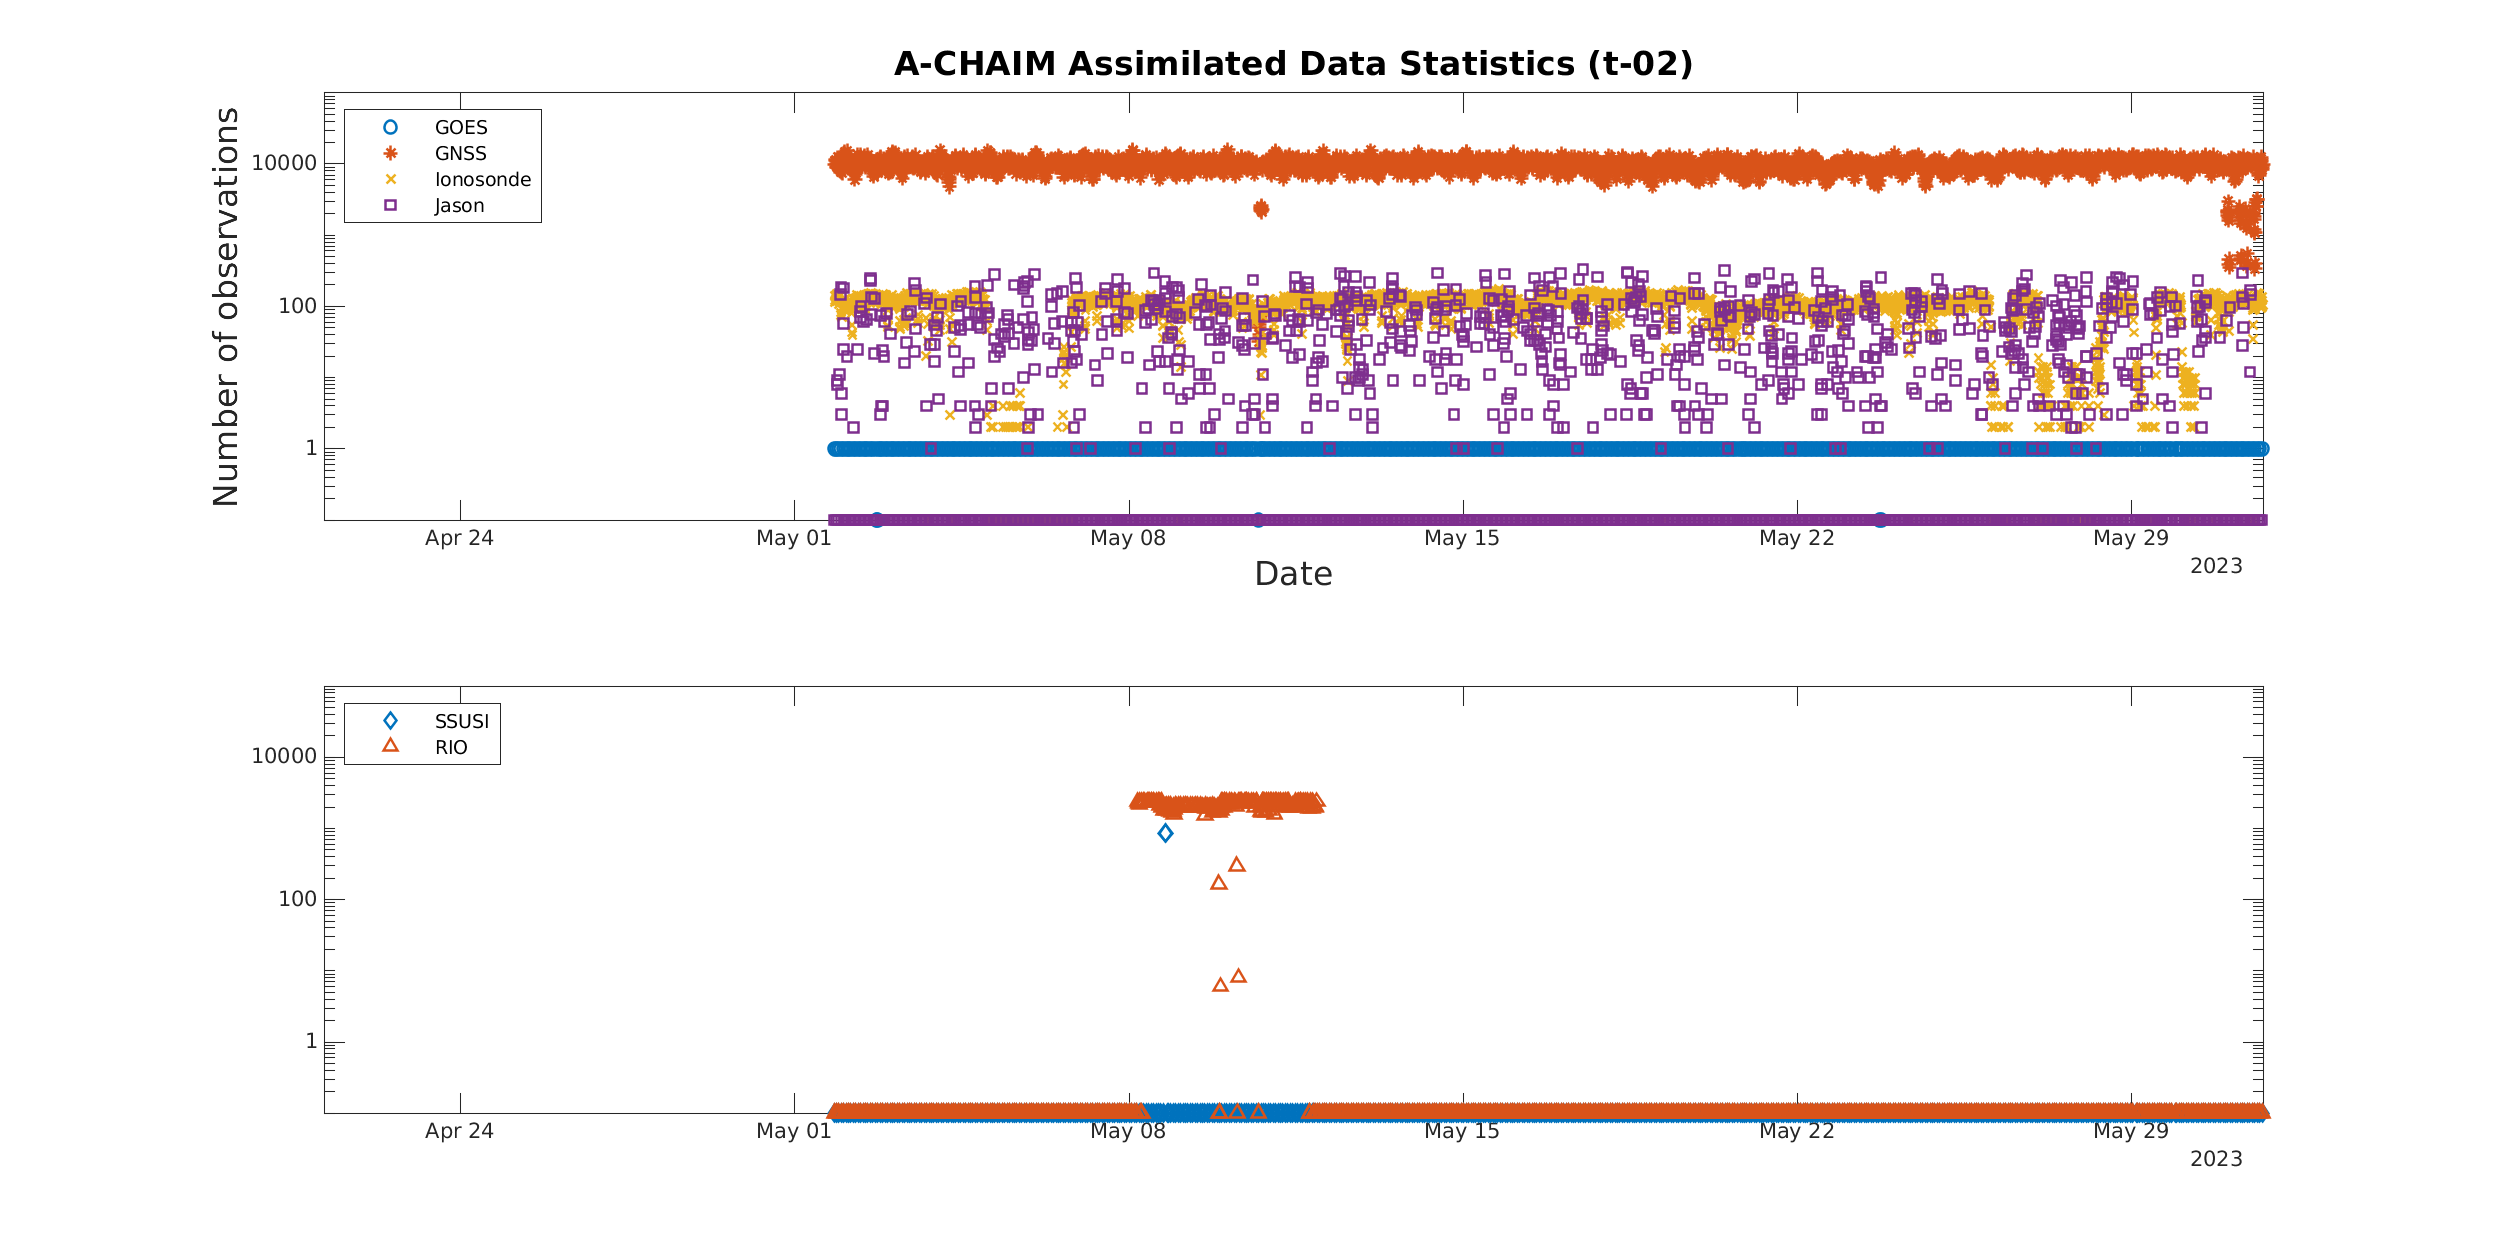 A-CHAIM Assimilated Data Statistics (t-02)
Number of observations
10000
100
1
GOES
GNSS
Ionosonde
Jason
Apr 24 May 01 May 08 May 15 May 22 May 29
2023
Date
SSUSI
RIO
10000
100
1
Apr 24 May 01 May 08 May 15 May 22 May 29
2023